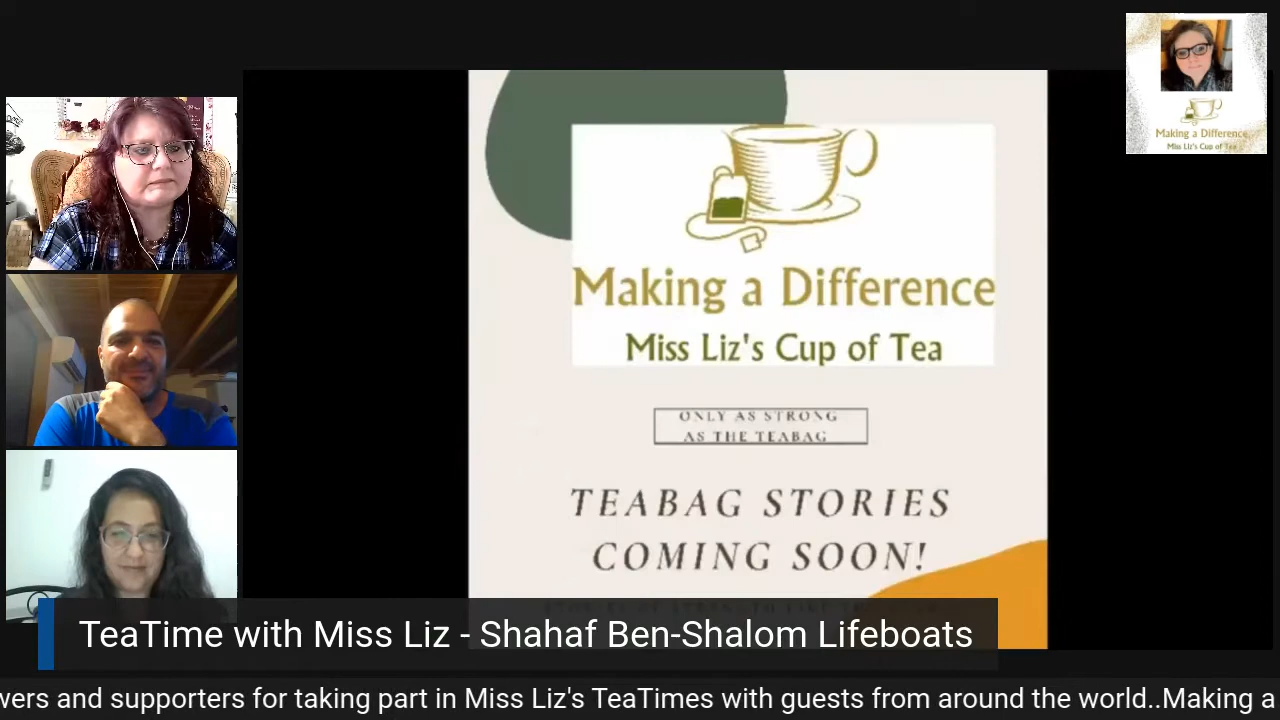 Making a Difference
Miss Liz's Cup of Tea
Making a Difference
Miss Liz's Cup of Tea
ONLY AS STRONG
AS THE TEABAG
TEABAG STORIES
COMING SOON!
TeaTime with Miss Liz - Shahaf Ben-Shalom Lifeboats
wers and supporters for taking part in Miss Liz's TeaTimes with guests from around the world..Making a